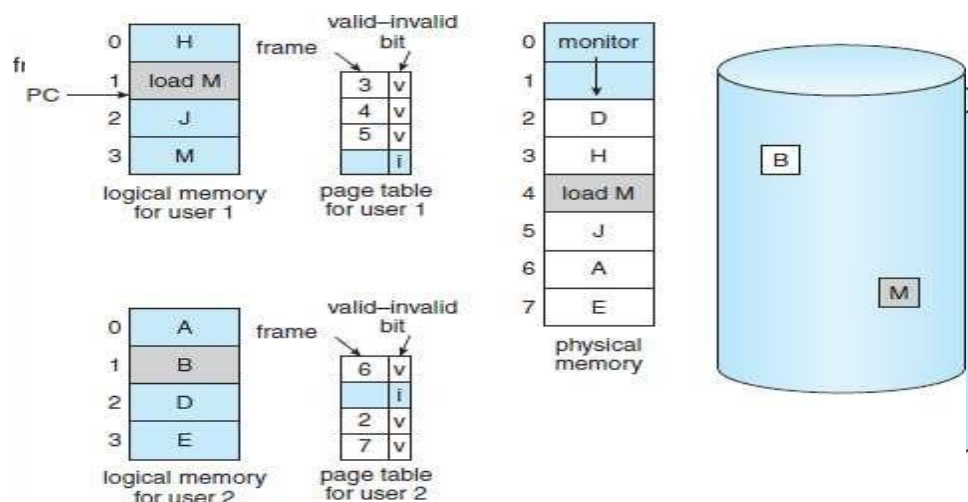 valid–invalid
bit
frame
0 H
1 load M
2 J
3 M
fr
PC
3 v
4 v
5 v
i
logical memory
for user 1
page table
for user 1
0 monitor
1
2 D
3 H
4 load M
5 J
6 A
7 E
physical
memory
B
M
valid–invalid
bit
frame
0 A
1 B
2 D
3 E
6 v
i
2 v
7 v
logical memory
for user 2
page table
for user 2